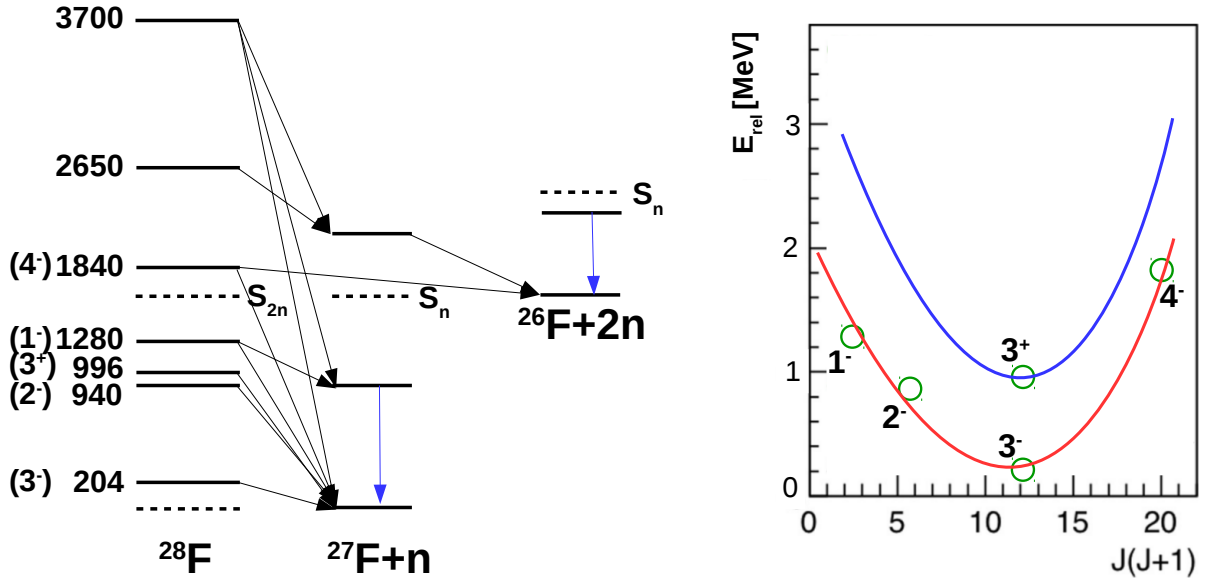 3700
2650
(4-) 1840
S2n
(1-) 1280
(3+) 996
(2-) 940
(3-) 204
28F
Sn
27F+n
Sn
26F+2n
Erel [MeV]
3
2
1
0
0 5 10 15 20
J(J+1)
1-
2-
3+
3-
4-